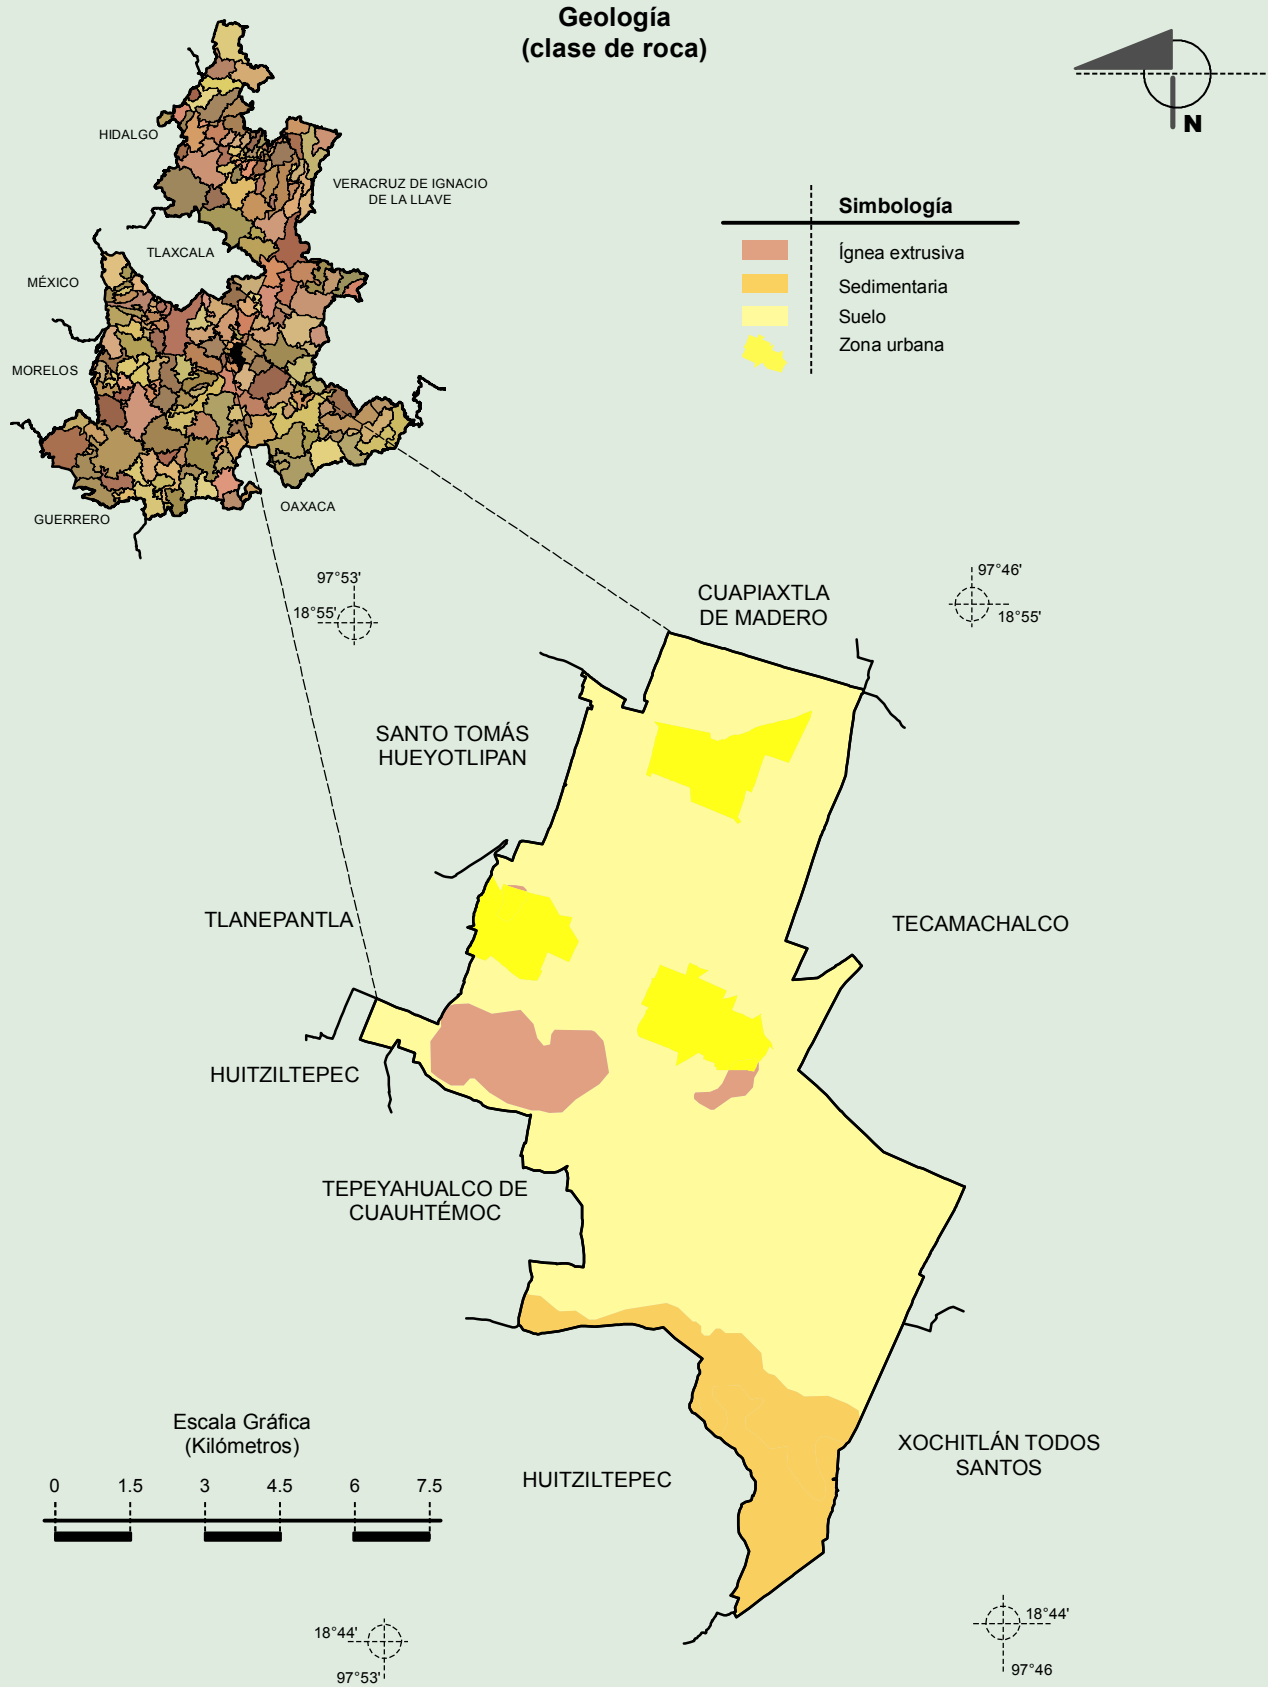 Geología
(clase de roca)
N
HIDALGO
VERACRUZ DE IGNACIO
DE LA LLAVE
TLAXCALA
MÉXICO
MORELOS
GUERRERO
OAXACA
Simbología
Ígnea extrusiva
Sedimentaria
Suelo
Zona urbana
97°53'
18°55'
97°46'
18°55'
CUAPIAXTLA
DE MADERO
SANTO TOMÁS
HUEYOTLIPAN
TLANEPANTLA
TECAMACHALCO
HUITZILTEPEC
TEPEYAHUALCO DE
CUAUHTÉMOC
Escala Gráfica
(Kilómetros)
0 1.5 3 4.5 6 7.5
HUITZILTEPEC
XOCHITLÁN TODOS
SANTOS
18°44'
97°53'
18°44'
97°46